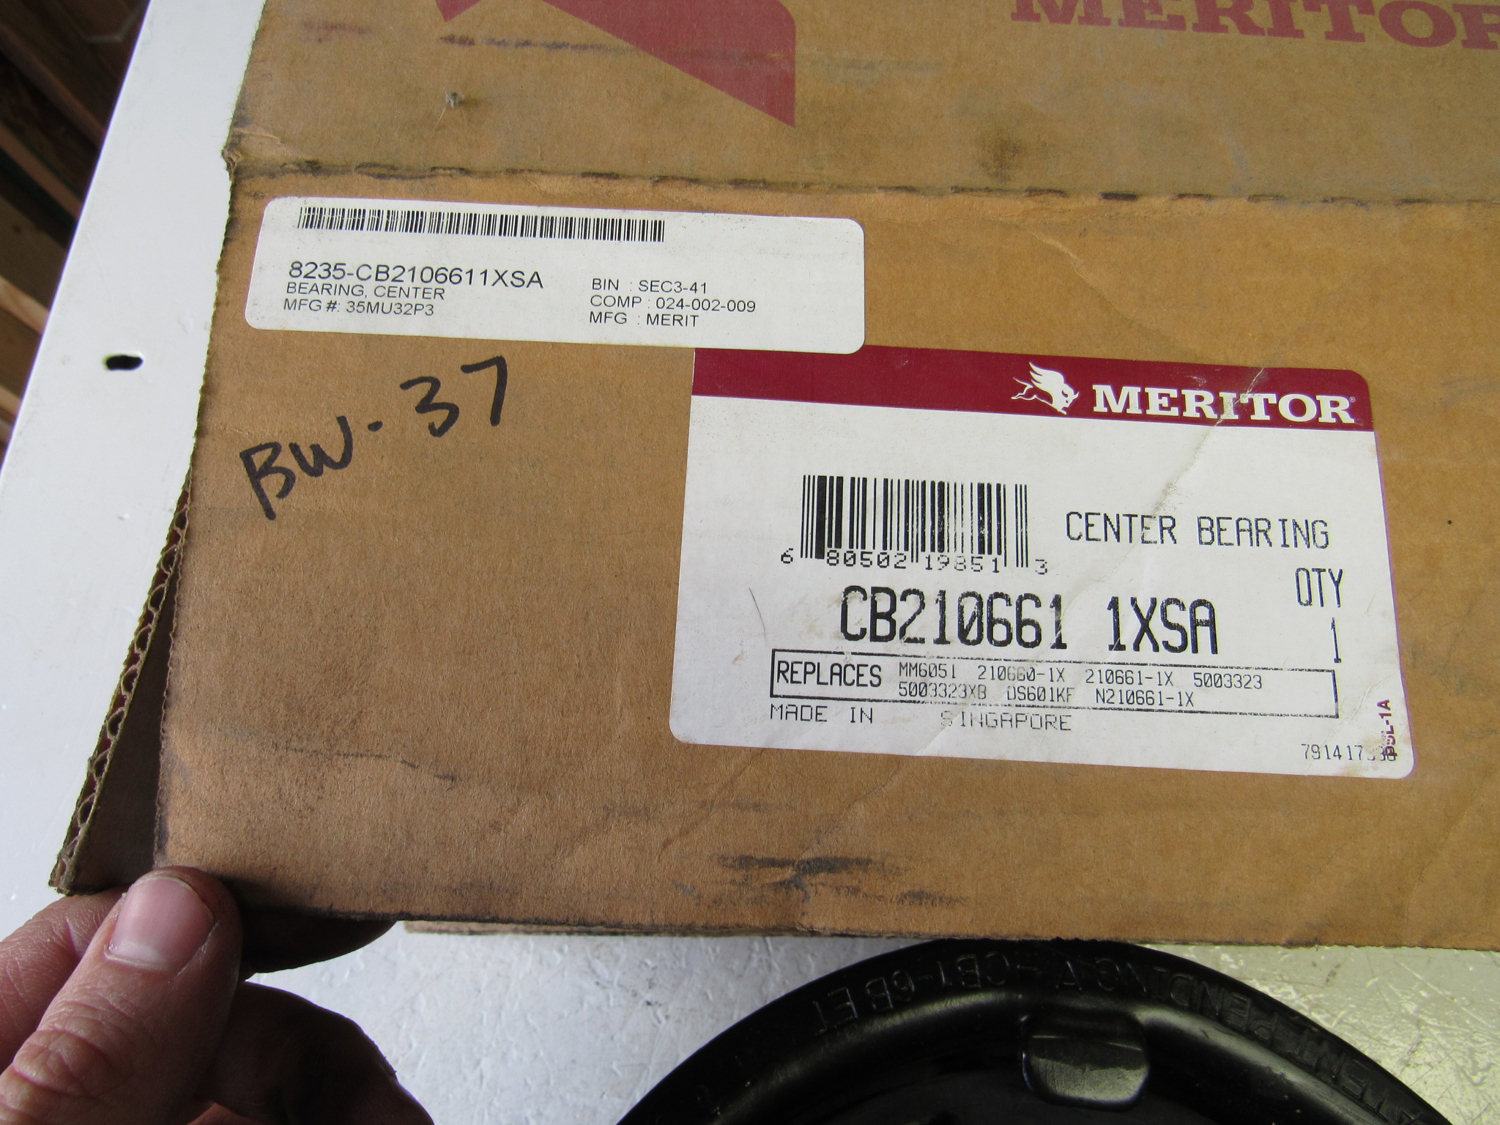 MERITOR
8235-CB2106611XSA
BEARING, CENTER
MFG #: 35MU32P3
BIN : SEC3-41
COMP : 024-002-009
MFG : MERIT
BW-37
MERITOR
CENTER BEARING
6 80502 19851 3
QTY
CB210661 1XSA
1
REPLACES MM6051 210660-1X 210661-1X 5003323
5003323XB DS601KF N210661-1X
MADE IN SINGAPORE